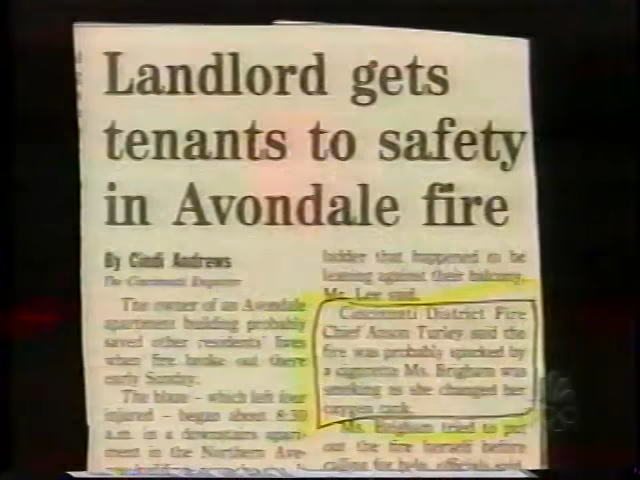 Landlord gets
tenants to safety
in Avondale fire
By Cindi Andrews
The Cincinnati Enquirer
The owner of an Avondale
apartment building probably
saved other residents' lives
when fire broke out there
early Sunday.
The blaze – which left four
injured – began about 8:30
a.m. in a downstairs apart-
ment in the Northern Ave-
ladder that happened to be
leaning against their balcony,
Mr. Lee said.
Cincinnati District Fire
Chief Anson Turley said the
fire was probably sparked by
a cigarette Ms. Brigham was
smoking as she changed her
oxygen tank.
Ms. Brigham tried to put
out the fire herself before
calling for help, officials said
NBC